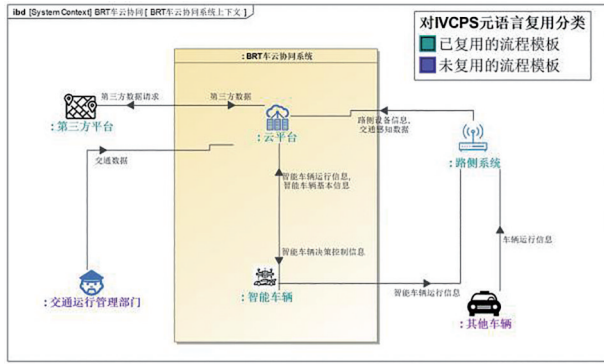 ibd [System Context] BRT车云协同 [ BRT车云协同系统上下文 ]
对IVCPS元语言复用分类
已复用的流程模板
未复用的流程模板
: BRT车云协同系统
第三方数据请求
第三方数据
: 第三方平台
: 云平台
路侧设备信息,
交通感知数据
: 路侧系统
交通数据
智能车辆运行信息,
智能车辆基本信息
车辆运行信息
智能车辆决策控制信息
: 交通运行管理部门
: 智能车辆
智能车辆运行信息
: 其他车辆